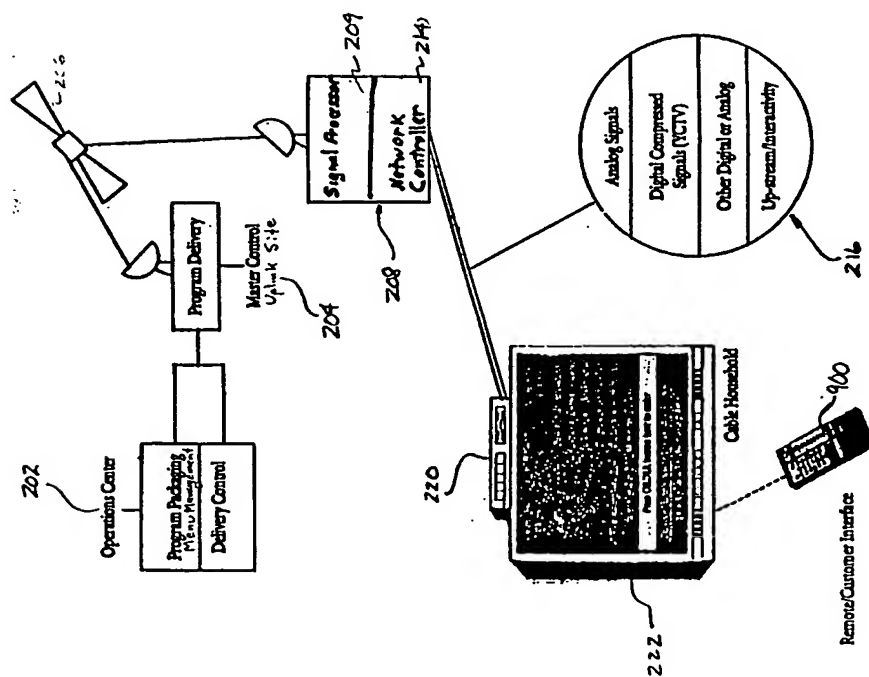 202
Operations Center
Program Packaging
Menu Management
Delivery Control
Program Delivery
Master Control
Uplink Site
204
Signal Processor
209
Network
Controller
214
208
Analog Signals
Digital Compressed
Signals (YCTV)
Other Digital or Analog
Up-stream/Interactivity
216
220
222
Cable Household
900
Remote/Customer Interface